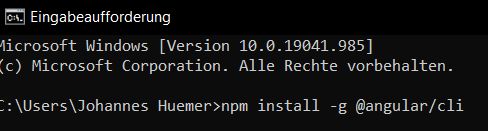 Eingabeaufforderung
Microsoft Windows [Version 10.0.19041.985]
(c) Microsoft Corporation. Alle Rechte vorbehalten.
C:\Users\Johannes Huemer>npm install -g @angular/cli